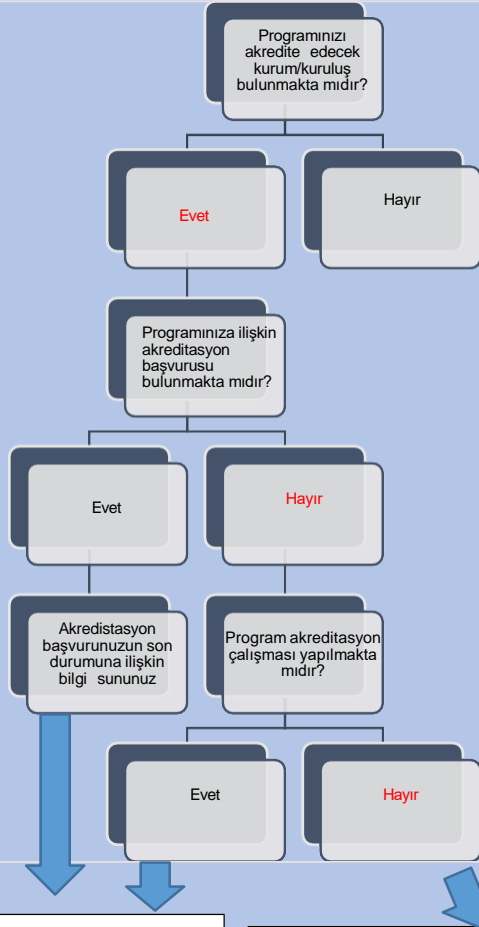 Programınızı
akredite edecek
kurum/kuruluş
bulunmakta mıdır?
Evet
Hayır
Programınıza ilişkin
akreditasyon
başvurusu
bulunmakta mıdır?
Evet
Hayır
Akredistasyon
başvurunuzun son
durumuna ilişkin
bilgi sununuz
Program akreditasyon
çalışması yapılmakta
mıdır?
Evet
Hayır